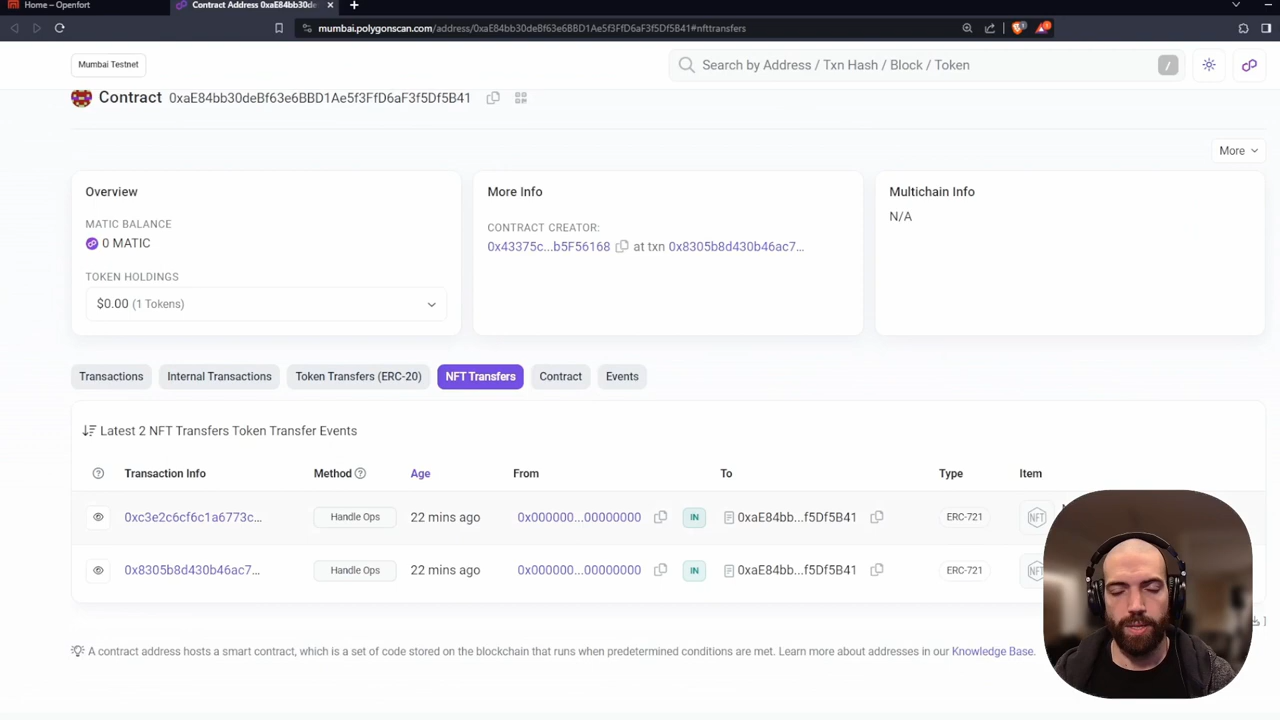 Home – Openfort
Contract Address 0xaE84bb30de
mumbai.polygonscan.com/address/0xaE84bb30deBf63e6BBD1Ae5f3FfD6aF3f5Df5B41#nfttransfers
Mumbai Testnet
Search by Address / Txn Hash / Block / Token
/
Contract 0xaE84bb30deBf63e6BBD1Ae5f3FfD6aF3f5Df5B41
More
Overview
MATIC BALANCE
0 MATIC
TOKEN HOLDINGS
$0.00 (1 Tokens)
More Info
CONTRACT CREATOR:
0x43375c...b5F56168 at txn 0x8305b8d430b46ac7...
Multichain Info
N/A
Transactions Internal Transactions Token Transfers (ERC-20) NFT Transfers Contract Events
Latest 2 NFT Transfers Token Transfer Events
Transaction Info Method Age From To Type Item
0xc3e2c6cf6c1a6773c... Handle Ops 22 mins ago 0x000000...00000000 IN 0xaE84bb...f5Df5B41 ERC-721 NFT
0x8305b8d430b46ac7... Handle Ops 22 mins ago 0x000000...00000000 IN 0xaE84bb...f5Df5B41 ERC-721 NFT
A contract address hosts a smart contract, which is a set of code stored on the blockchain that runs when predetermined conditions are met. Learn more about addresses in our Knowledge Base.